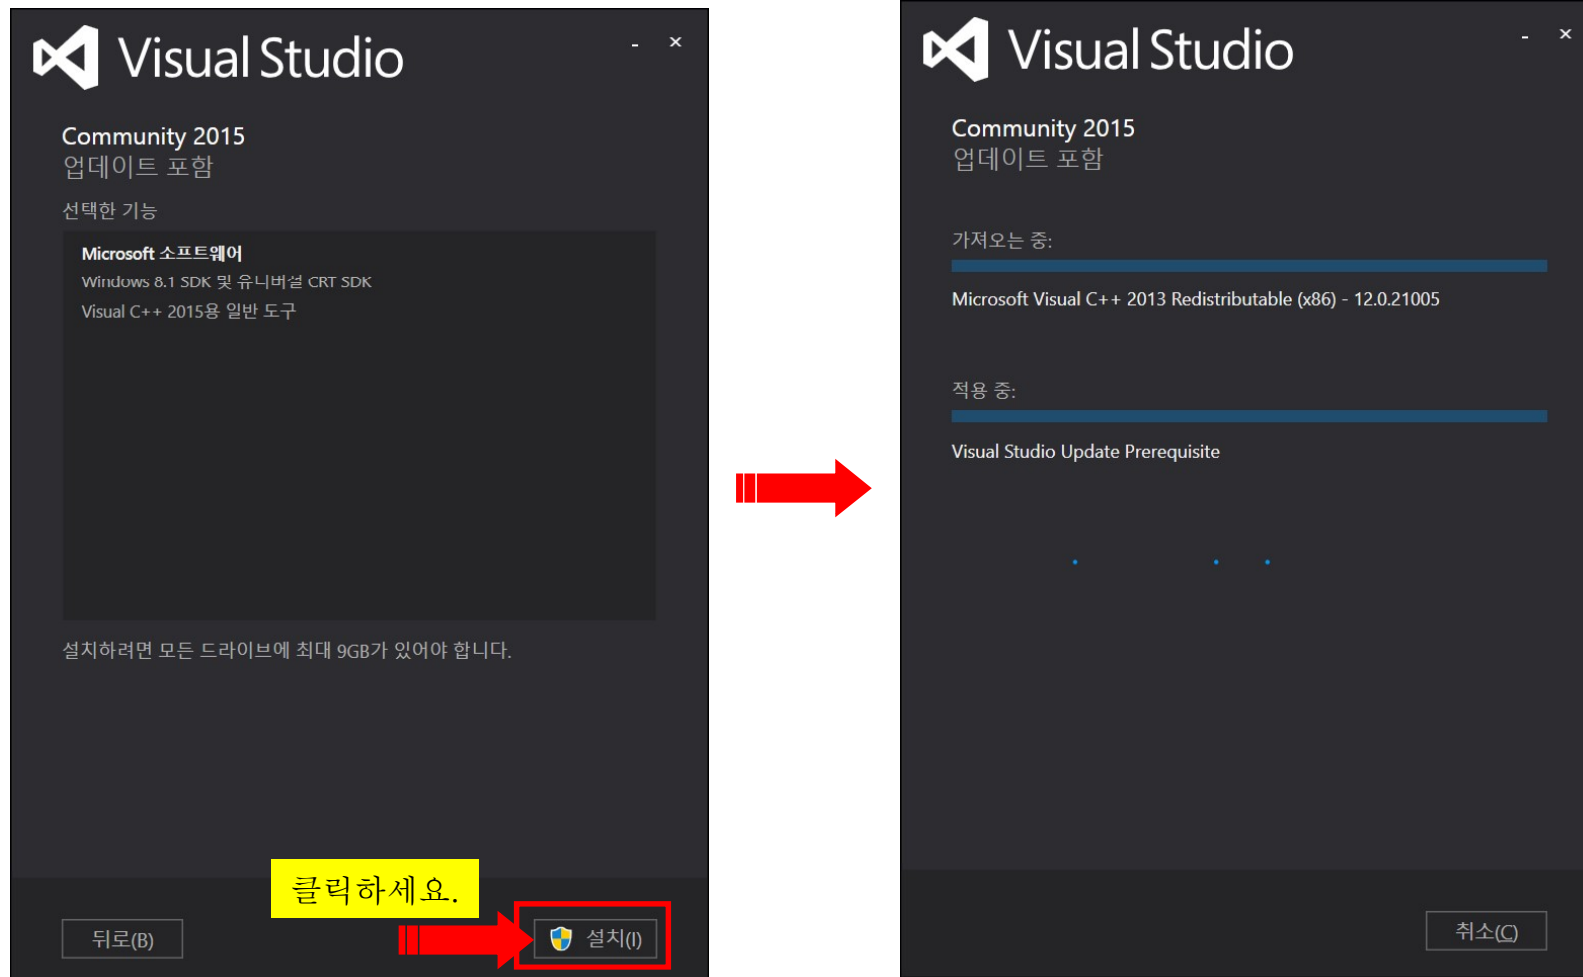 Visual Studio
Community 2015
업데이트 포함
선택한 기능
Microsoft 소프트웨어
Windows 8.1 SDK 및 유니버설 CRT SDK
Visual C++ 2015용 일반 도구
설치하려면 모든 드라이브에 최대 9GB가 있어야 합니다.
클릭하세요.
뒤로(B)
설치(I)
Visual Studio
Community 2015
업데이트 포함
가져오는 중:
Microsoft Visual C++ 2013 Redistributable (x86) - 12.0.21005
적용 중:
Visual Studio Update Prerequisite
취소(C)